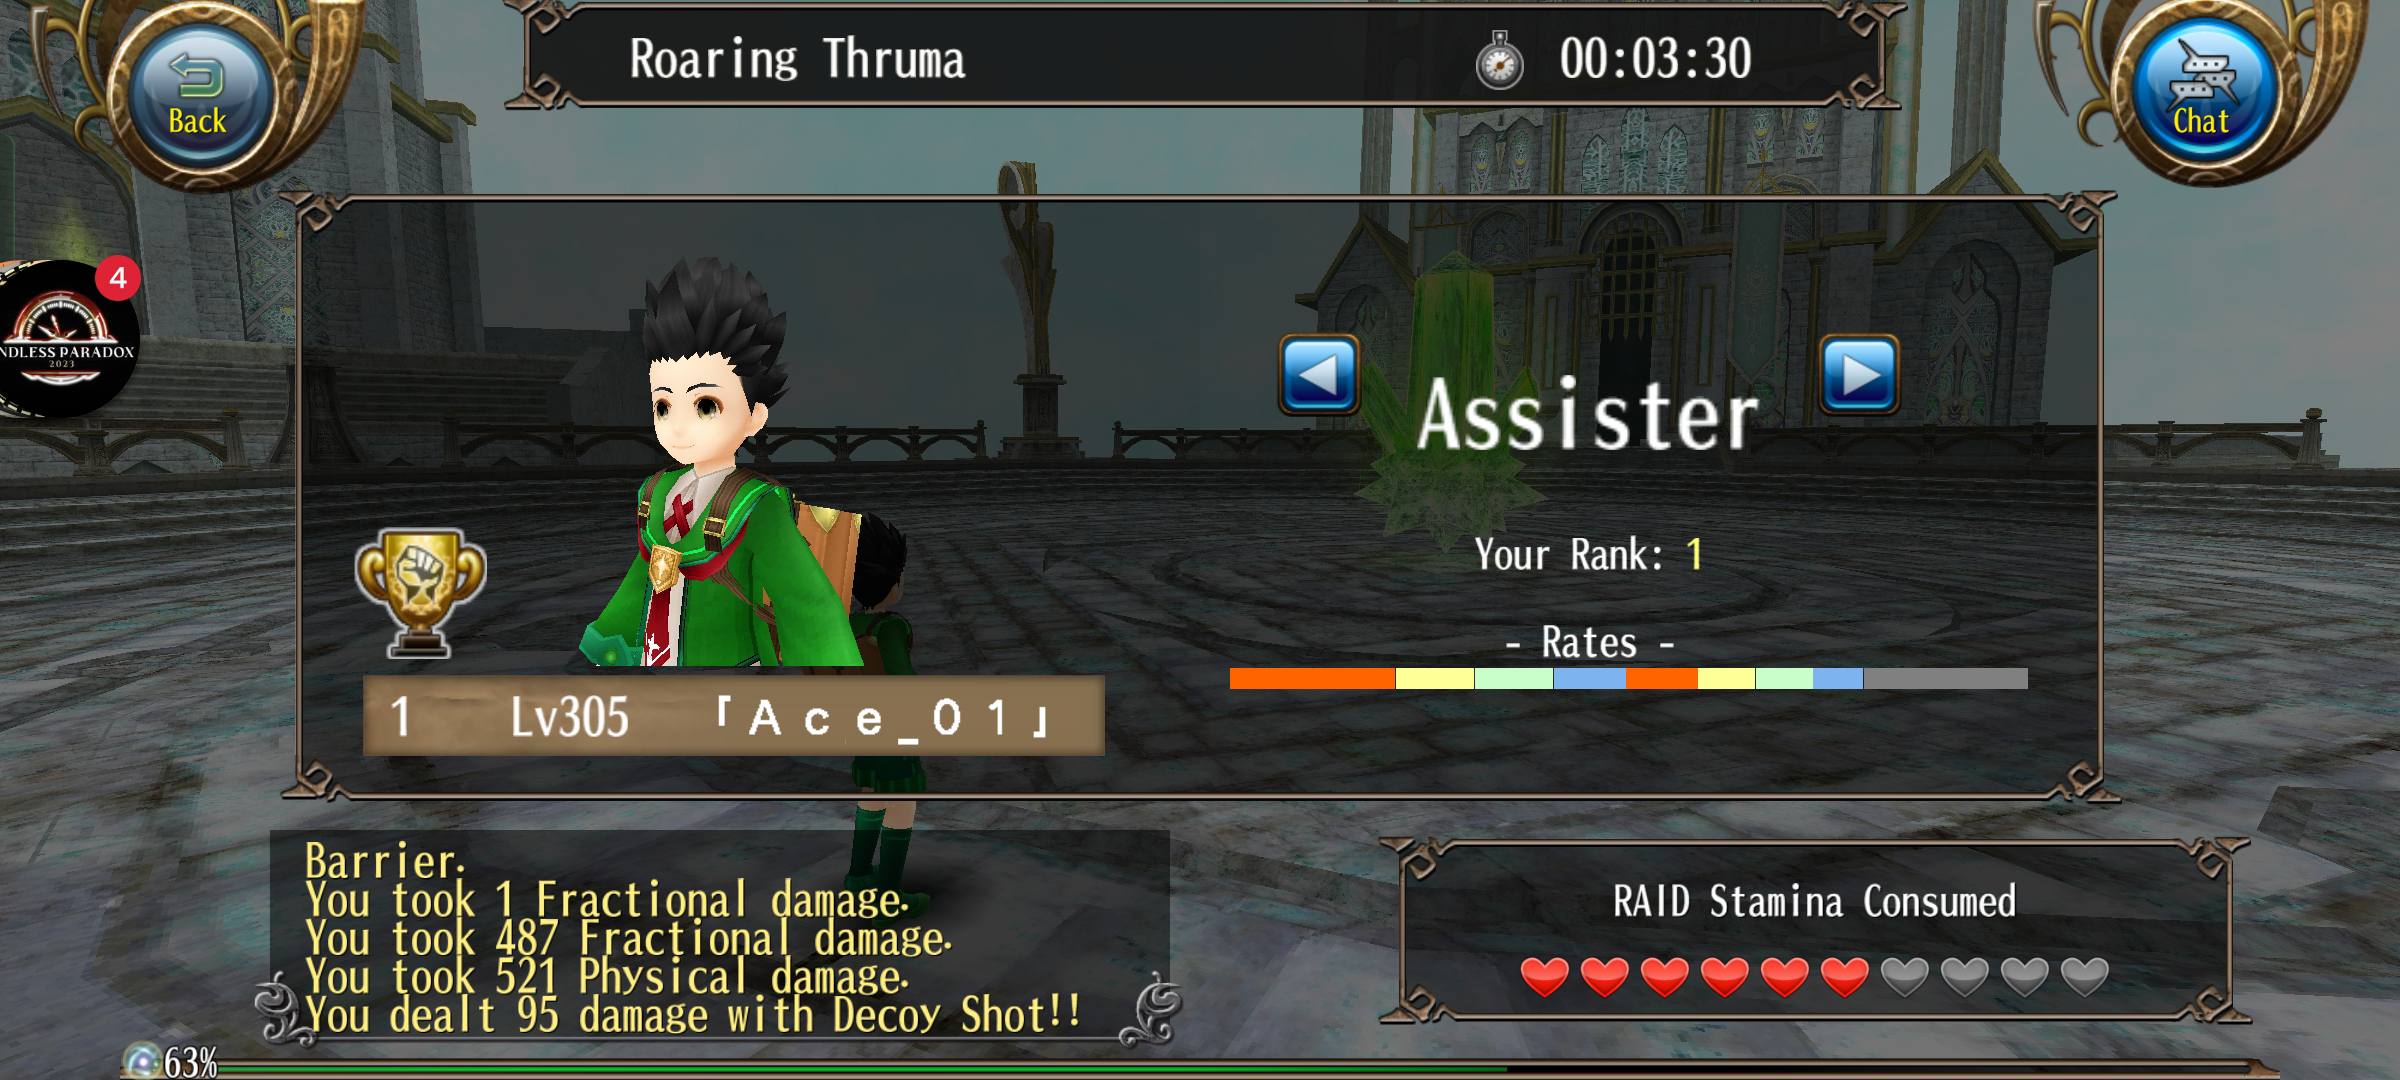 Back
Roaring Thruma
00:03:30
Chat
4
NDLESS PARADOX
2023
Assister
Your Rank: 1
- Rates -
1 Lv305 「Ace_01」
Barrier.
You took 1 Fractional damage.
You took 487 Fractional damage.
You took 521 Physical damage.
You dealt 95 damage with Decoy Shot!!
RAID Stamina Consumed
63%